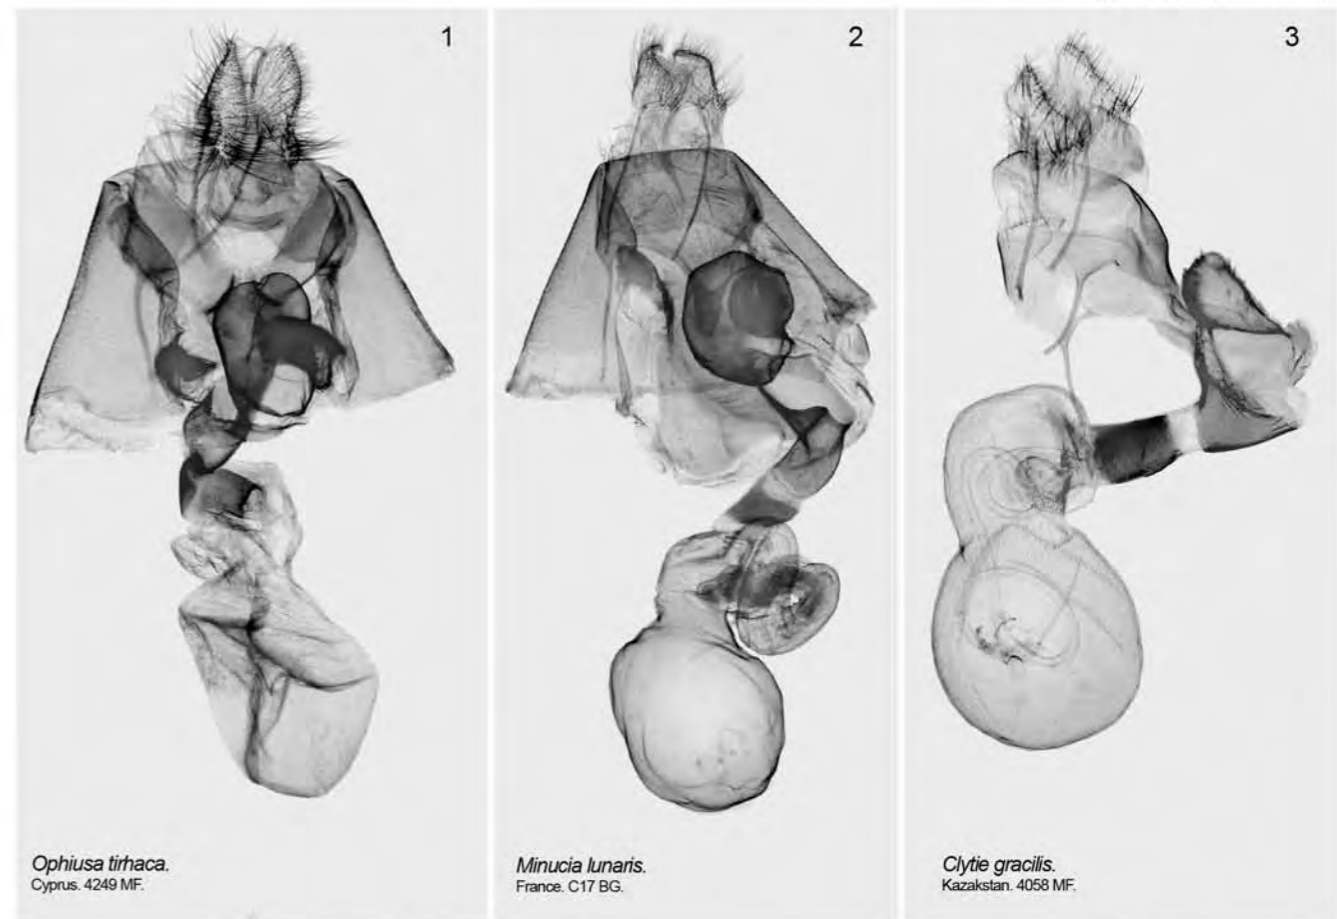 1
2
3
Ophiusa tirhaca.
Cyprus. 4249 MF.
Minucia lunaris.
France. C17 BG.
Clytie gracilis.
Kazakstan. 4058 MF.